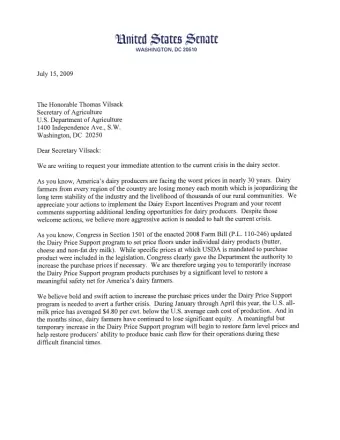 United States Senate
WASHINGTON, DC 20510
July 15, 2009
The Honorable Thomas Vilsack
Secretary of Agriculture
U.S. Department of Agriculture
1400 Independence Ave., S.W.
Washington, DC 20250
Dear Secretary Vilsack:
We are writing to request your immediate attention to the current crisis in the dairy sector.
As you know, America's dairy producers are facing the worst prices in nearly 30 years. Dairy
farmers from every region of the country are losing money each month which is jeopardizing the
long term stability of the industry and the livelihood of thousands of our rural communities. We
appreciate your actions to implement the Dairy Export Incentives Program and your recent
comments supporting additional lending opportunities for dairy producers. Despite those
welcome actions, we believe more aggressive action is needed to halt the current crisis.
As you know, Congress in Section 1501 of the enacted 2008 Farm Bill (P.L. 110-246) updated
the Dairy Price Support program to set price floors under individual dairy products (butter,
cheese and non-fat dry milk). While specific prices at which USDA is mandated to purchase
product were included in the legislation, Congress clearly gave the Department the authority to
increase the purchase prices if necessary. We are therefore urging you to temporarily increase
the Dairy Price Support program products purchases by a significant level to restore a
meaningful safety net for America's dairy farmers.
We believe bold and swift action to increase the purchase prices under the Dairy Price Support
program is needed to avert a further crisis. During January through April this year, the U.S. all-
milk price has averaged $4.80 per cwt. below the U.S. average cash cost of production. And in
the months since, dairy farmers have continued to lose significant equity. A meaningful but
temporary increase in the Dairy Price Support program will begin to restore farm level prices and
help restore producers' ability to produce basic cash flow for their operations during these
difficult financial times.